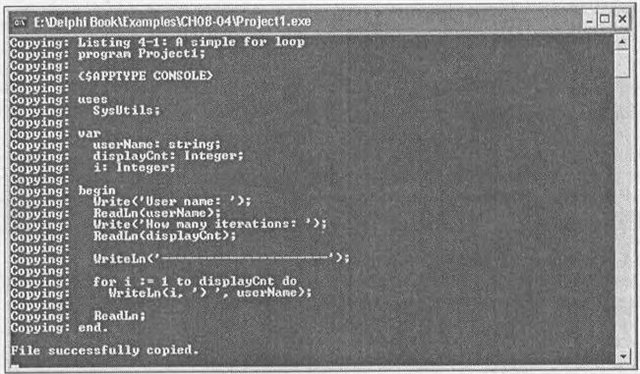 E:\Delphi Book\Examples\CH08-04\Project1.exe
Copying: Listing 4-1: A simple for loop
Copying: program Project1;
Copying:
Copying: {$APPTYPE CONSOLE}
Copying:
Copying: uses
Copying:   SysUtils;
Copying:
Copying: var
Copying:   userName: string;
Copying:   displayCnt: Integer;
Copying:   i: Integer;
Copying:
Copying: begin
Copying:   Write('User name: ');
Copying:   ReadLn(userName);
Copying:   Write('How many iterations: ');
Copying:   ReadLn(displayCnt);
Copying:
Copying:   WriteLn('-----------------------');
Copying:
Copying:   for i := 1 to displayCnt do
Copying:     WriteLn(i, ') ', userName);
Copying:
Copying:   ReadLn;
Copying: end.
File successfully copied.